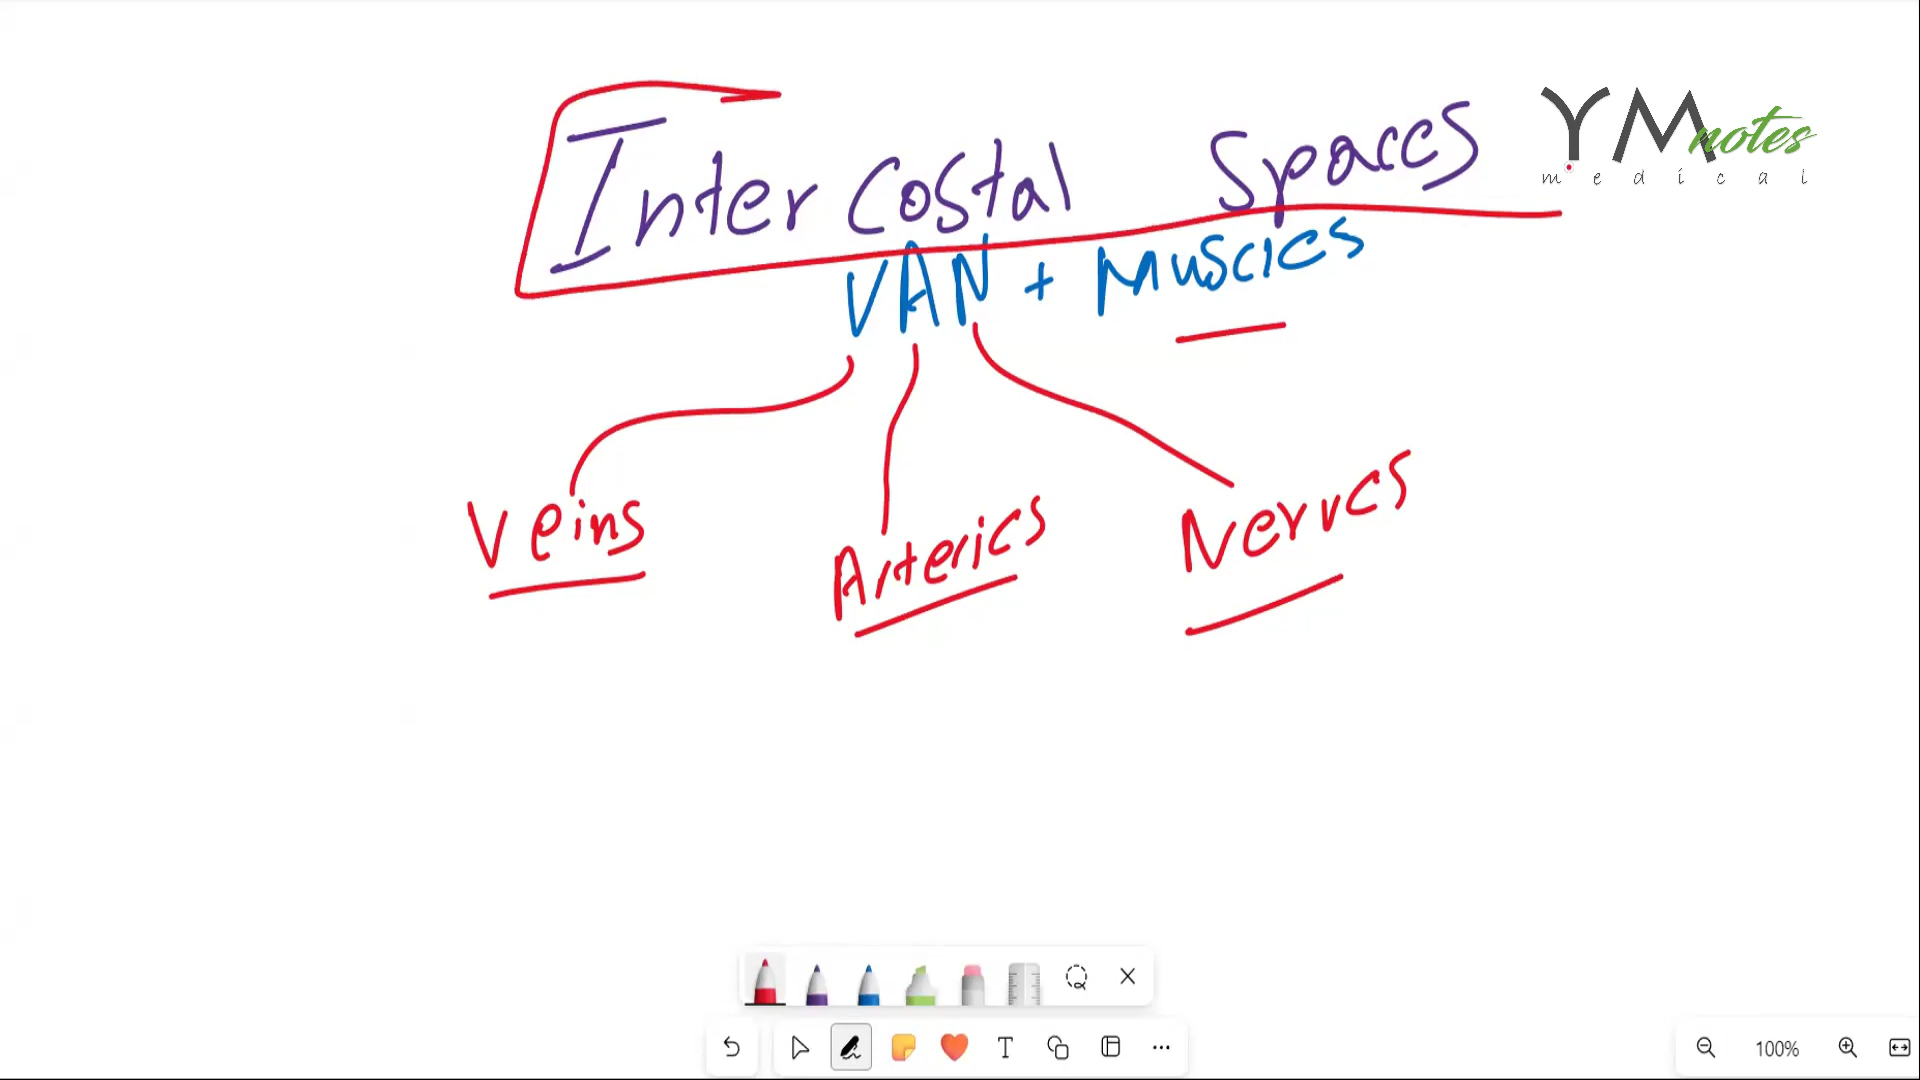 Inter Costal Spaces
YM notes
medical
VAN + Muscles
Veins
Arteries
Nerves
100%